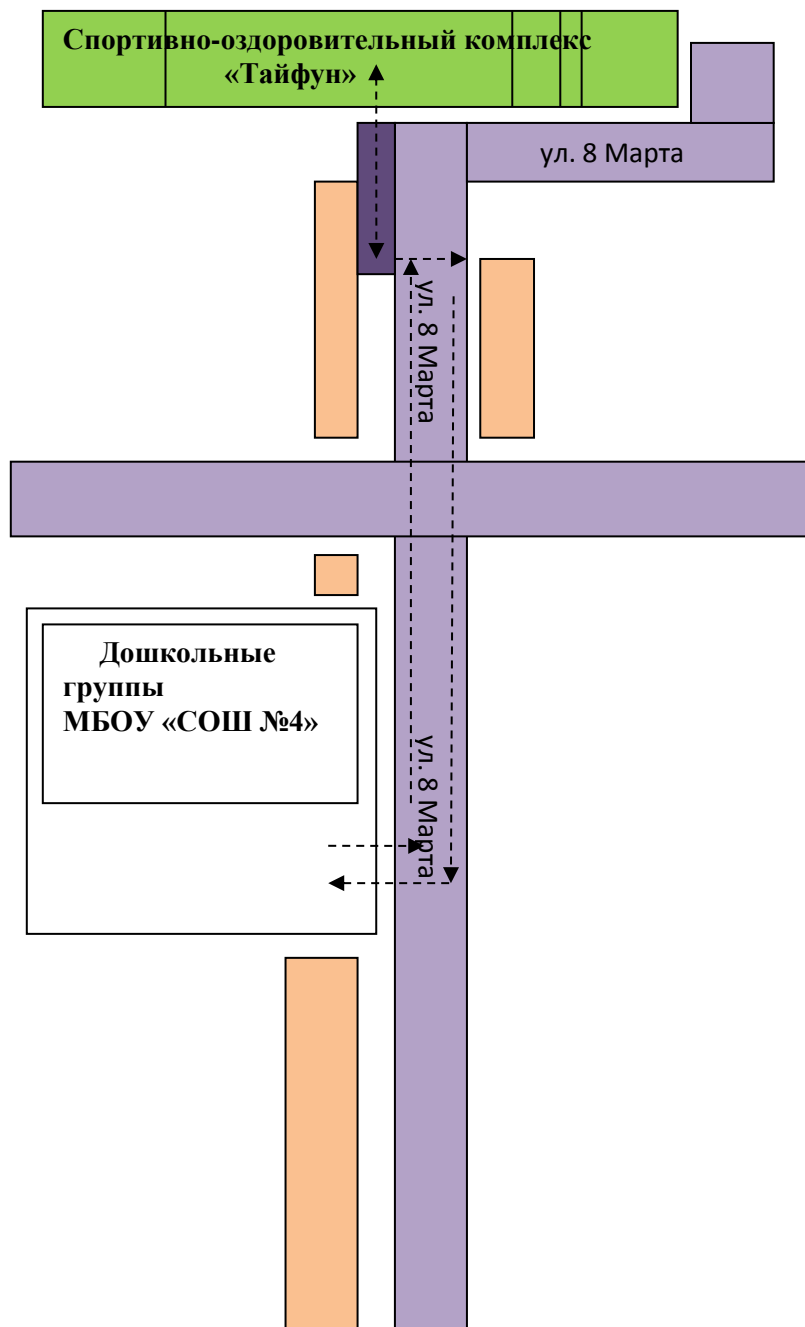 Спортивно-оздоровительный комплекс
«Тайфун»
ул. 8 Марта
ул. 8 Марта
Дошкольные
группы
МБОУ «СОШ №4»
ул. 8 Марта